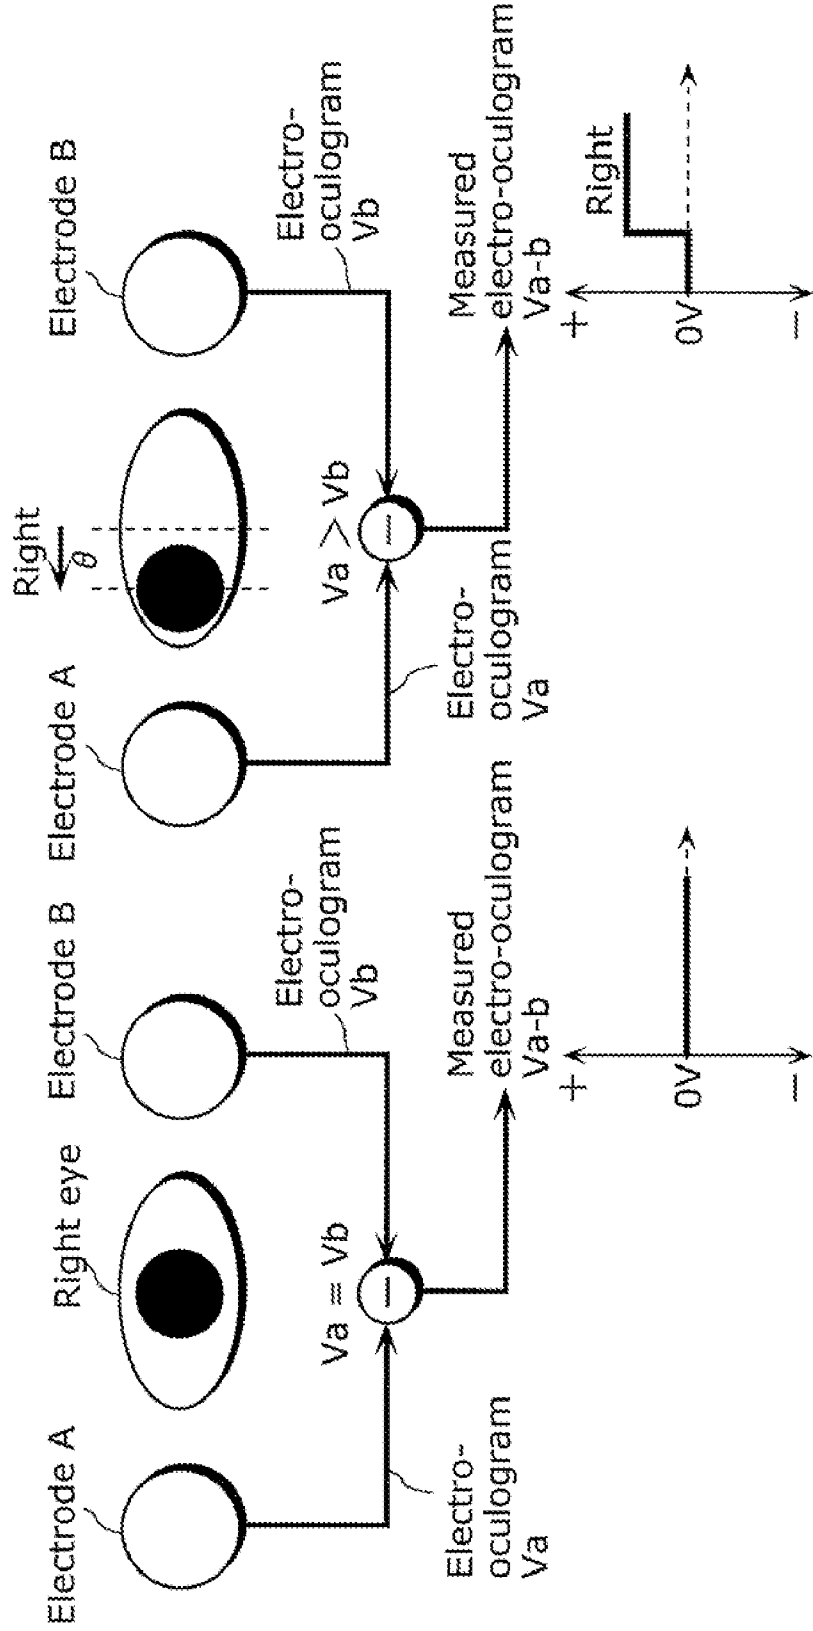 Electrode A
Right eye
Electrode B
Va = Vb
Electro-
oculogram
Vb
Electro-
oculogram
Va
Measured
electro-oculogram
Va-b
+
0V
−
−
Right
θ
Electrode A
Electrode B
Va > Vb
Electro-
oculogram
Vb
Electro-
oculogram
Va
Measured
electro-oculogram
Va-b
+
Right
0V
−
−